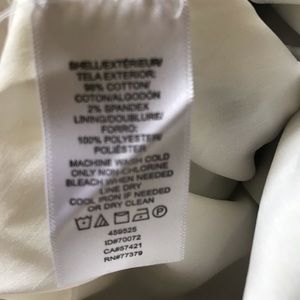 SHELL/EXTÉRIEUR/
TELA EXTERIOR:
98% COTTON/
COTON/ALGODÓN
2% SPANDEX
LINING/DOUBLURE/
FORRO:
100% POLYESTER/
POLIÉSTER
MACHINE WASH COLD
ONLY NON-CHLORINE
BLEACH WHEN NEEDED
LINE DRY
COOL IRON IF NEEDED
OR DRY CLEAN
459525
ID#70072
CA#57421
RN#77379